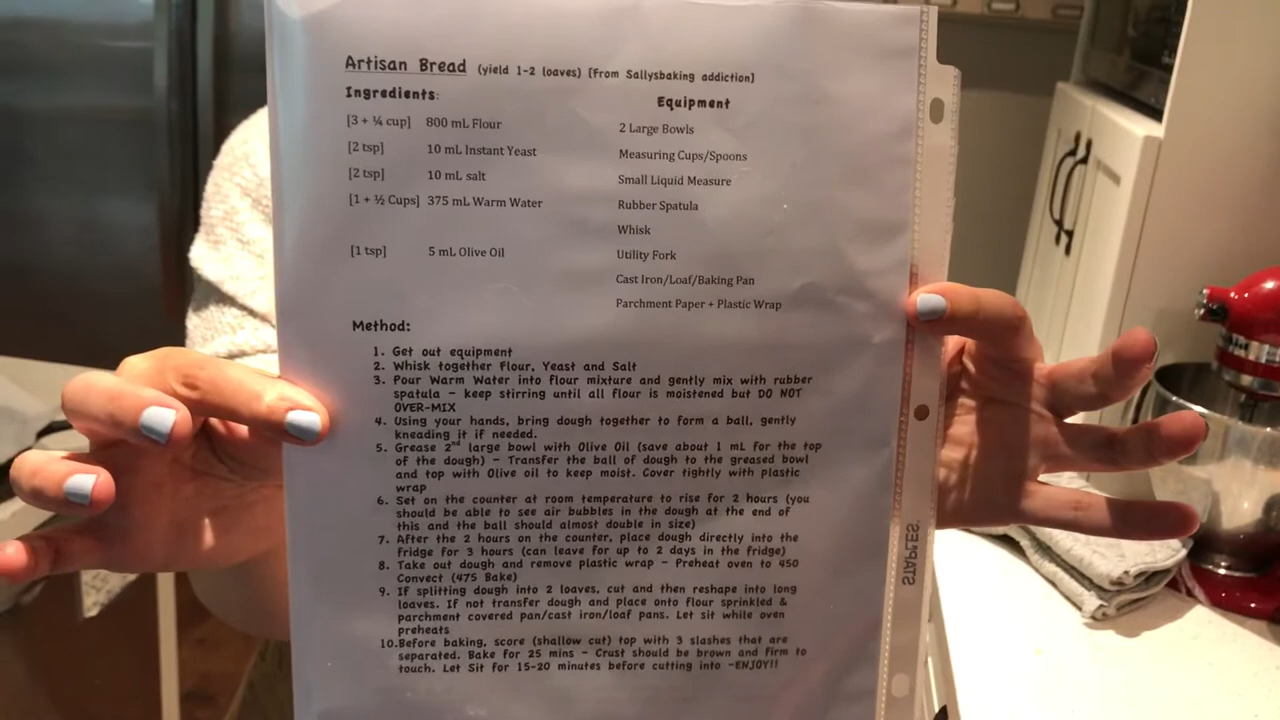 Artisan Bread (yield 1-2 loaves) [From Sallysbaking addiction]
Ingredients:
[3 + ¼ cup] 800 mL Flour
[2 tsp] 10 mL Instant Yeast
[2 tsp] 10 mL salt
[1 + ½ Cups] 375 mL Warm Water
[1 tsp] 5 mL Olive Oil
Equipment
2 Large Bowls
Measuring Cups/Spoons
Small Liquid Measure
Rubber Spatula
Whisk
Utility Fork
Cast Iron/Loaf/Baking Pan
Parchment Paper + Plastic Wrap
Method:
1. Get out equipment
2. Whisk together flour, Yeast and Salt
3. Pour Warm Water into flour mixture and gently mix with rubber
spatula – keep stirring until all flour is moistened but DO NOT
OVER-MIX
4. Using your hands, bring dough together to form a ball, gently
kneading it if needed.
5. Grease 2nd large bowl with Olive Oil (save about 1 mL for the top
of the dough) – Transfer the ball of dough to the greased bowl
and top with Olive oil to keep moist. Cover tightly with plastic
wrap
6. Set on the counter at room temperature to rise for 2 hours (you
should be able to see air bubbles in the dough at the end of
this and the ball should almost double in size)
7. After the 2 hours on the counter, place dough directly into the
fridge for 3 hours (can leave for up to 2 days in the fridge)
8. Take out dough and remove plastic wrap – Preheat oven to 450
Convect (475 Bake)
9. If splitting dough into 2 loaves, cut and then reshape into long
loaves. If not transfer dough and place onto flour sprinkled &
parchment covered pan/cast iron/loaf pans. Let sit while oven
preheats
10.Before baking, score (shallow cut) top with 3 slashes that are
separated. Bake for 25 mins – Crust should be brown and firm to
touch. Let Sit for 15-20 minutes before cutting into –ENJOY!!
STAPLES